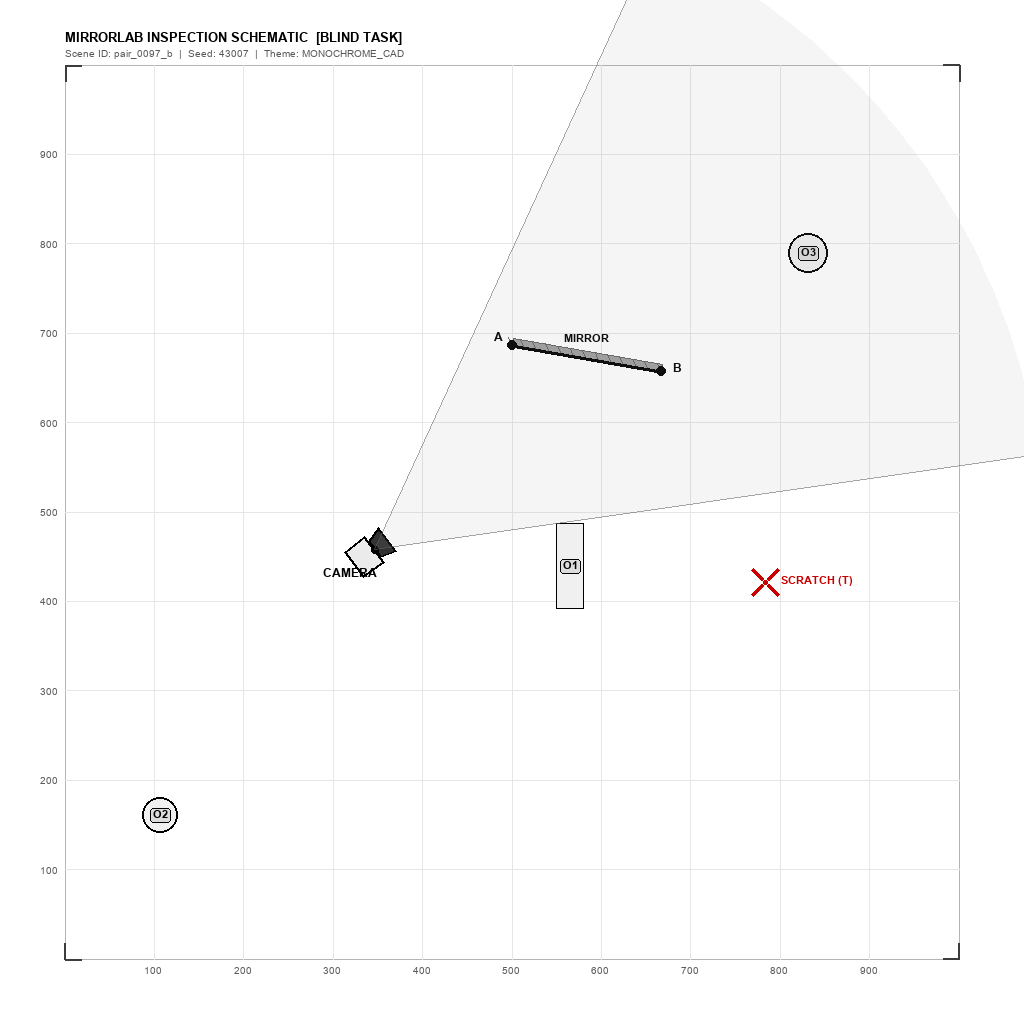 MIRRORLAB INSPECTION SCHEMATIC [BLIND TASK]
Scene ID: pair_0097_b | Seed: 43007 | Theme: MONOCHROME_CAD
900
800
O3
700
A
MIRROR
B
600
500
CAMERA
O1
SCRATCH (T)
400
300
200
O2
100
100 200 300 400 500 600 700 800 900